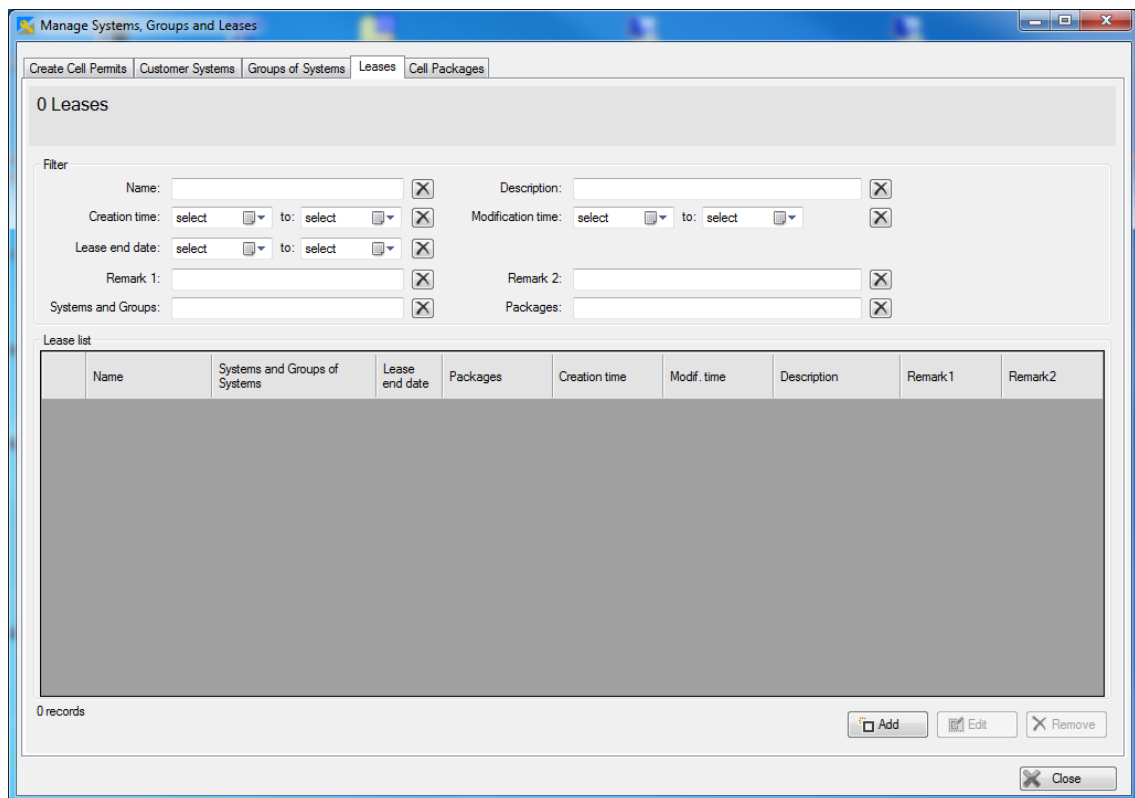 Manage Systems, Groups and Leases
Create Cell Permits Customer Systems Groups of Systems Leases Cell Packages
0 Leases
Filter
Name: Description:
Creation time: select to: select Modification time: select to: select
Lease end date: select to: select
Remark 1: Remark 2:
Systems and Groups: Packages:
Lease list
Name Systems and Groups of Systems Lease end date Packages Creation time Modif. time Description Remark1 Remark2
0 records
Add Edit Remove
Close